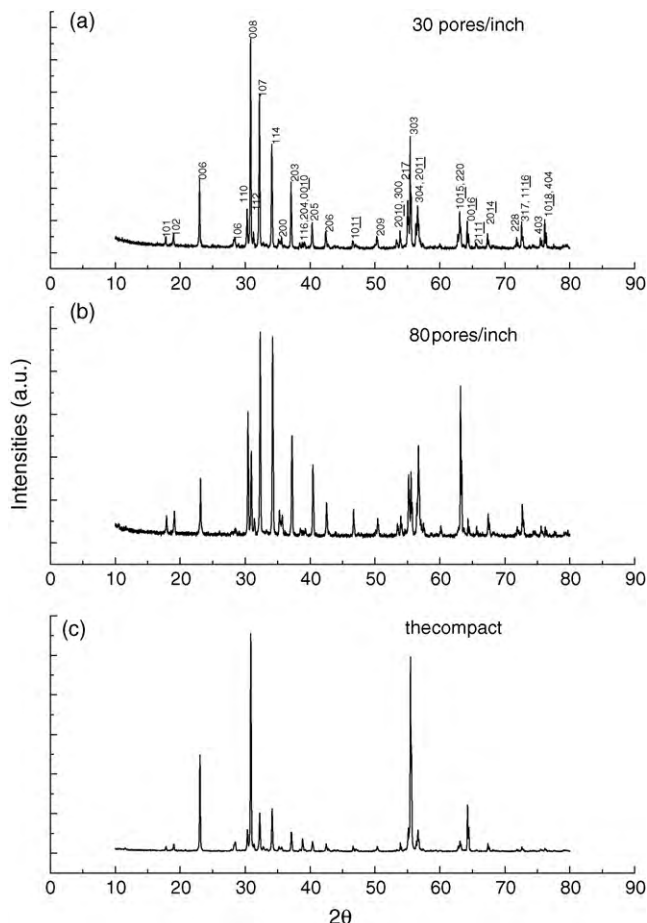 (a)
30 pores/inch
008
107
303
114
006
203
217
110
112
304, 2011
2010, 300
116,204,0010
1015, 220
317, 1116
1018, 404
101
102
106
200
205
206
1011
209
0016
2111
2014
228
403
10 20 30 40 50 60 70 80 90
(b)
80pores/inch
Intensities (a.u.)
10 20 30 40 50 60 70 80 90
(c)
thecompact
10 20 30 40 50 60 70 80 90
2θ